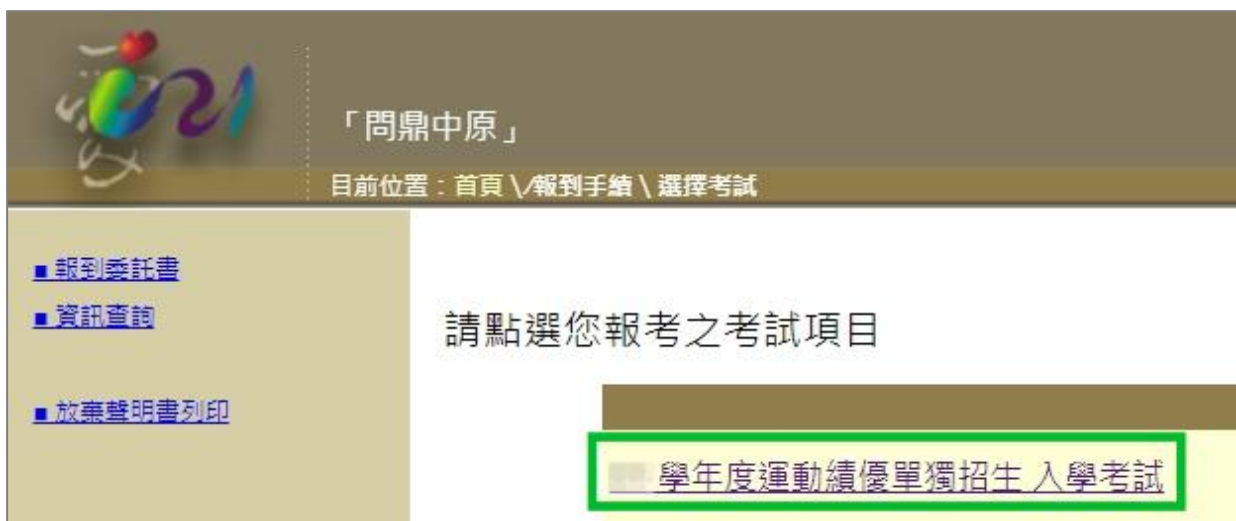 「問鼎中原」
目前位置：首頁 \ ⁄報到手續 \ 選擇考試
■ 報到委託書
■ 資訊查詢
請點選您報考之考試項目
■ 放棄聲明書列印
學年度運動績優單獨招生 入學考試